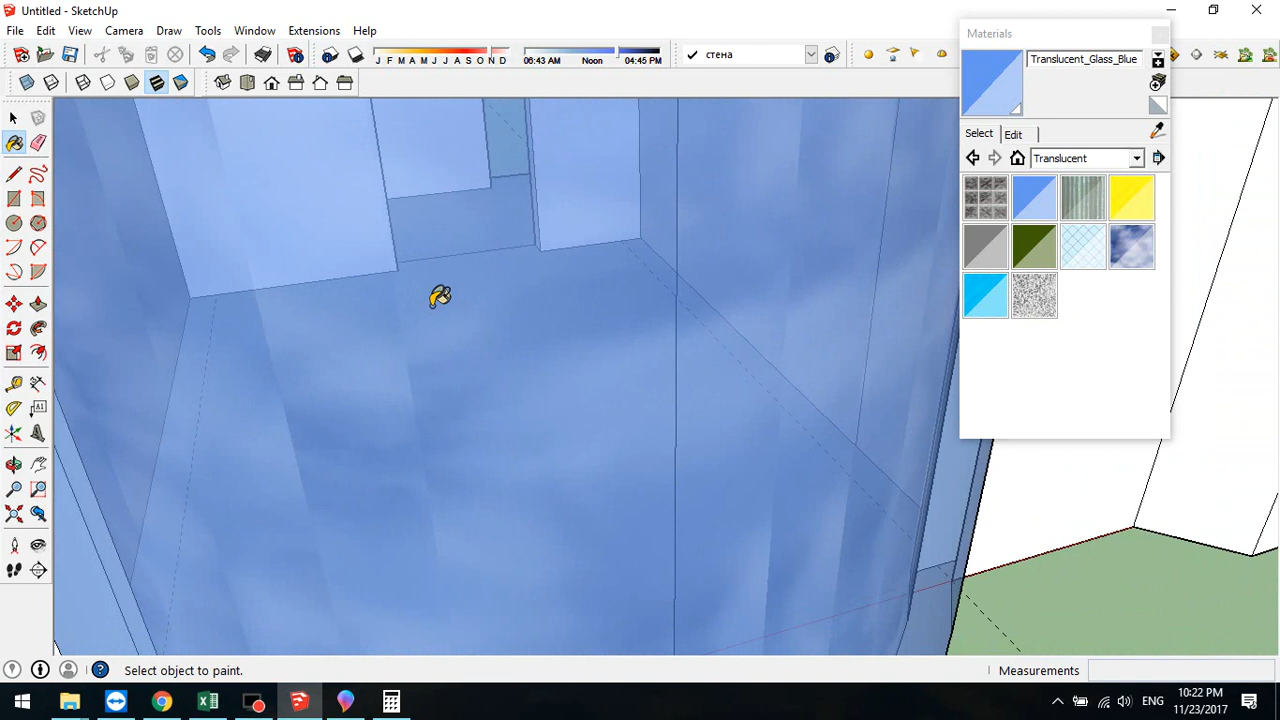 Untitled - SketchUp
File Edit View Camera Draw Tools Window Extensions Help
J F M A M J J A S O N D
06:43 AM Noon 04:45 PM
стена
Materials
Translucent_Glass_Blue
Select Edit
Translucent
A1
Select object to paint.
Measurements
ENG
10:22 PM
11/23/2017